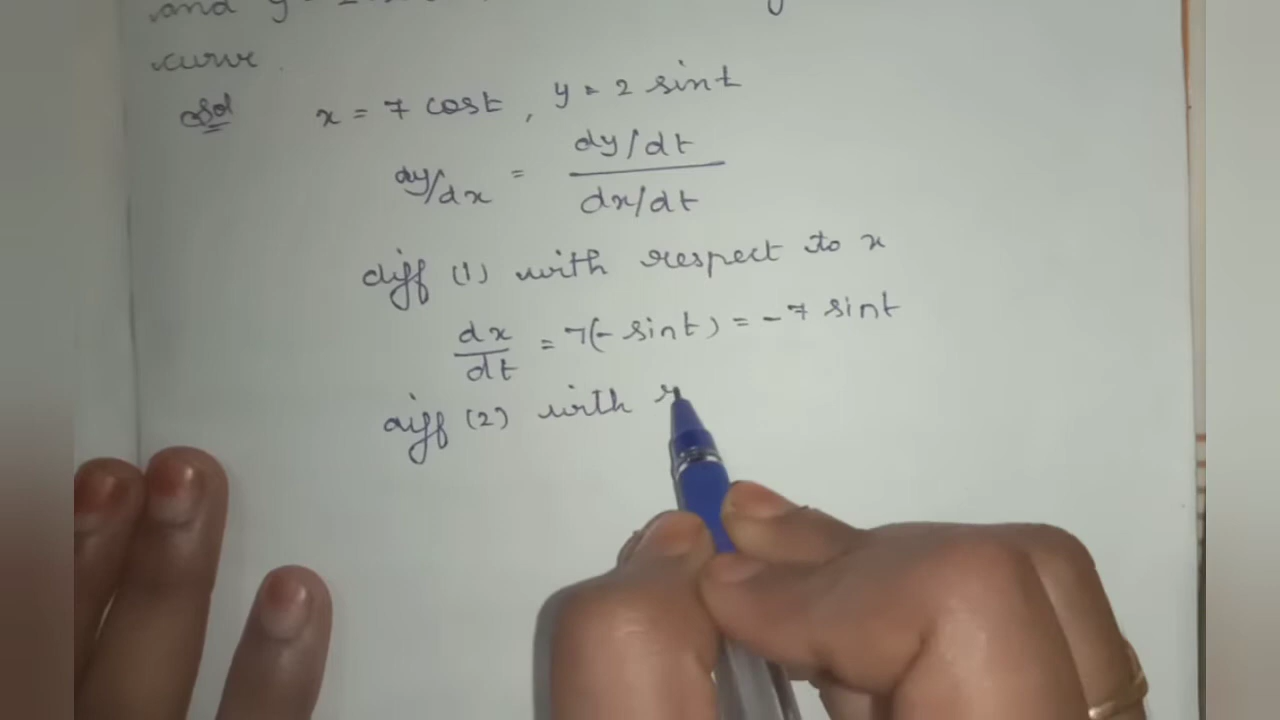 and y
curve.
Sol x = 7 cost, y = 2 sint
dy/dx = dy/dt
dx/dt
diff (1) with respect to x
dx = 7(- sint) = -7 sint
dt
diff (2) with